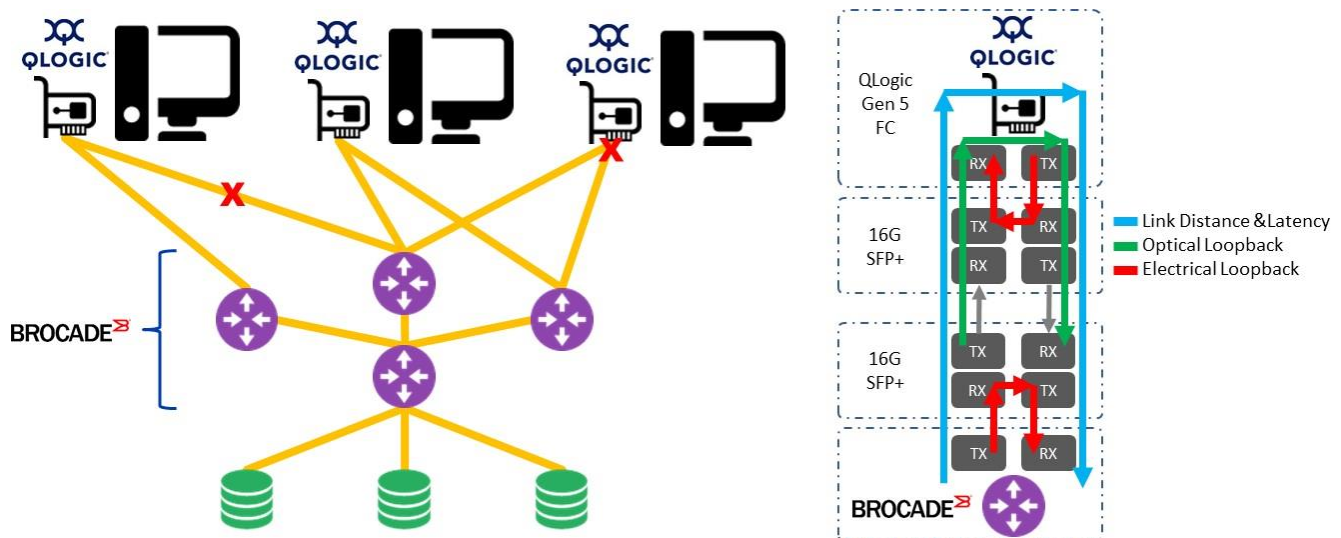 QLOGIC
QLOGIC
QLOGIC
X
X
BROCADE
QLOGIC
QLogic
Gen 5
FC
RX TX
16G
SFP+
TX RX
RX TX
16G
SFP+
TX RX
RX TX
TX RX
BROCADE
Link Distance &Latency
Optical Loopback
Electrical Loopback